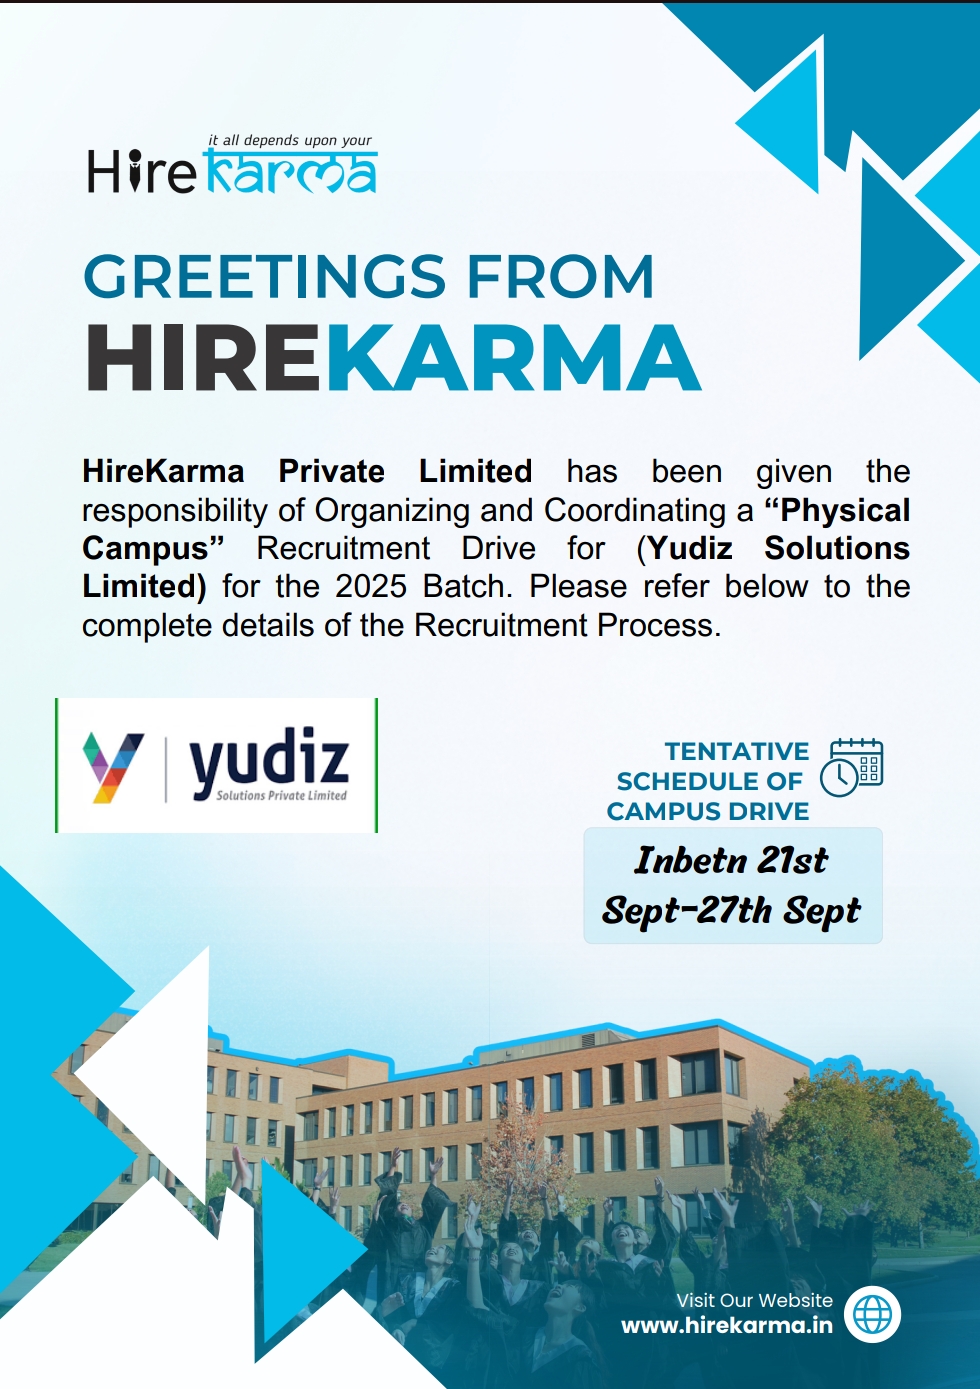 it all depends upon your
Hire karma
GREETINGS FROM
HIREKARMA
HireKarma Private Limited has been given the
responsibility of Organizing and Coordinating a “Physical
Campus” Recruitment Drive for (Yudiz Solutions
Limited) for the 2025 Batch. Please refer below to the
complete details of the Recruitment Process.
yudiz
Solutions Private Limited
TENTATIVE
SCHEDULE OF
CAMPUS DRIVE
Inbetn 21st
Sept-27th Sept
Visit Our Website
www.hirekarma.in